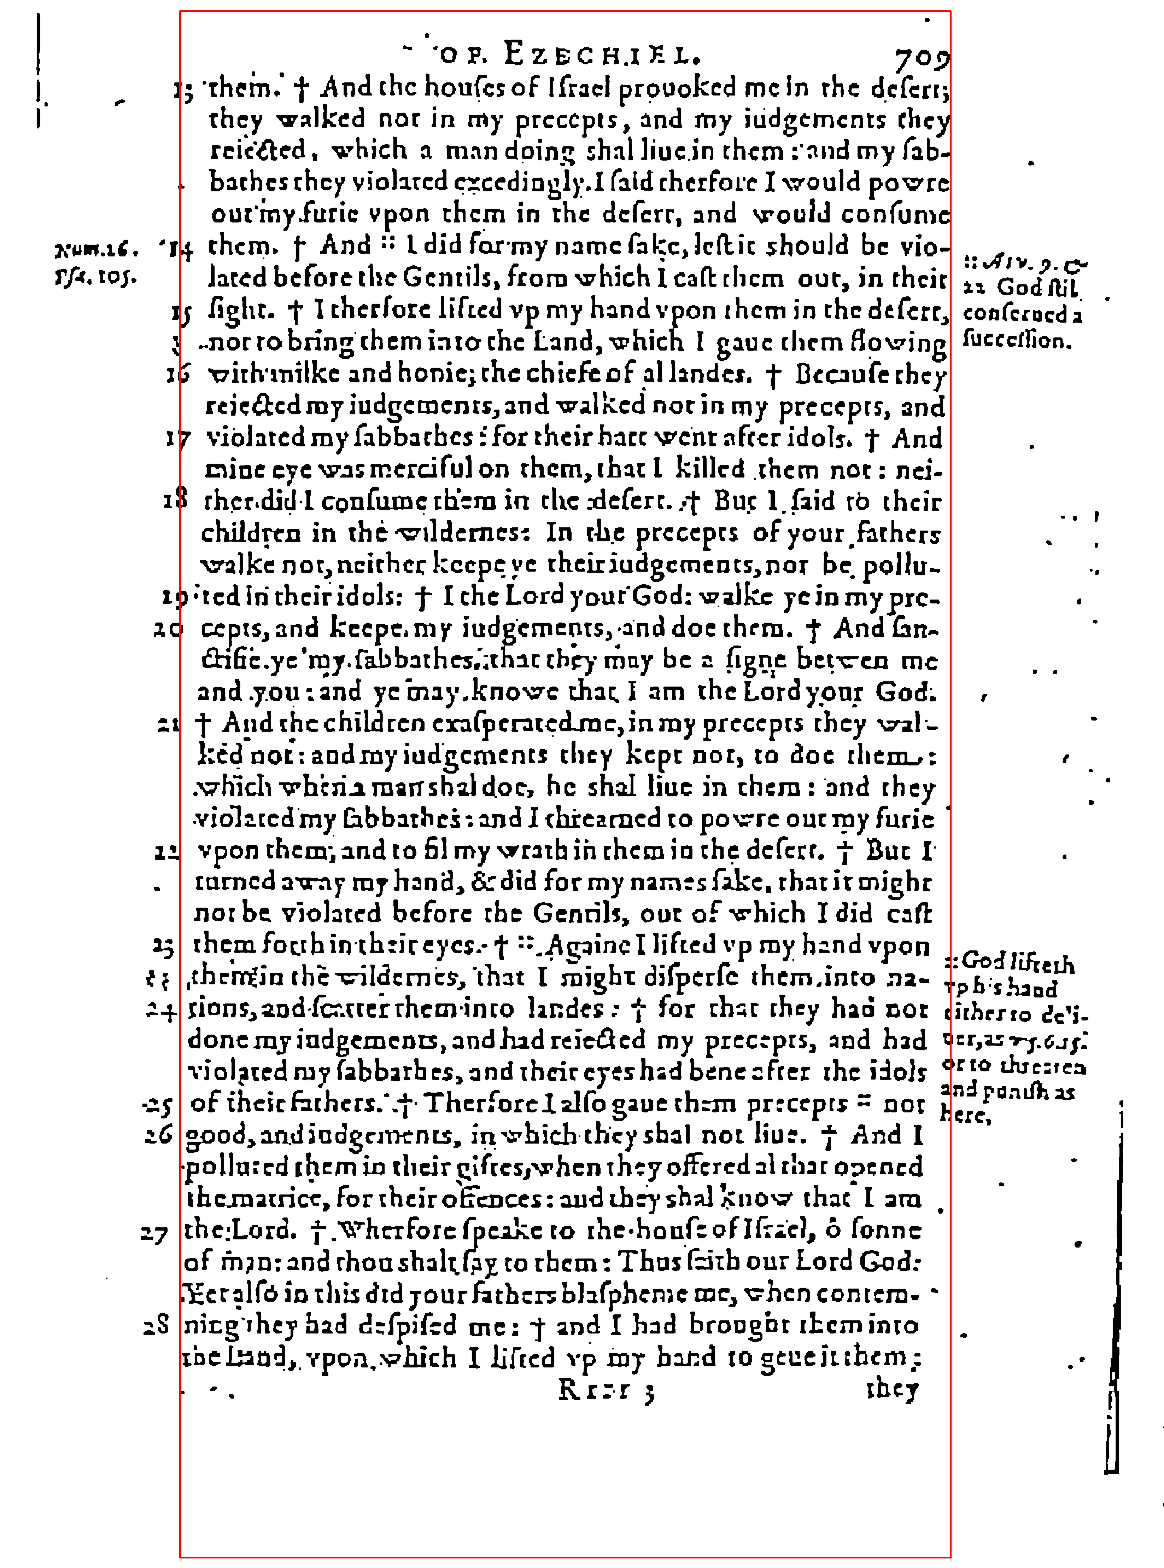 OF EZECHIEL. 709
13 them. † And the houſes of Iſrael prouoked me in the deſert;
they walked not in my precepts, and my iudgements they
reiected, which a man doing shal liue in them: and my ſab-
bathes they violated excedingly. I ſaid therfore I would powre
out my furie vpon them in the deſert, and would conſume
Num. 16. 14 them. † And :: I did for my name ſake, leſt it should be vio-
Pſa. 105. lated before the Gentils, from which I caſt them out, in their
:: As v. 9. &
22 God ſtil
conſerued a
ſucceſſion.
15 ſight. † I therfore lifted vp my hand vpon them in the deſert,
not to bring them into the Land, which I gaue them flowing
16 with milke and honie; the chiefe of al landes. † Becauſe they
reiected my iudgements, and walked not in my precepts, and
17 violated my ſabbathes: for their hart went after idols. † And
mine eye was merciful on them, that I killed them not: nei-
18 ther did I conſume them in the deſert. † But I ſaid to their
children in the wildernes: In the precepts of your fathers
walke not, neither keepe ye their iudgements, nor be pollu-
19 ted in their idols: † I the Lord your God: walke ye in my pre-
20 cepts, and keepe my iudgements, and doe them. † And ſan-
ctifie ye my ſabbathes, that they may be a ſigne betwen me
and you: and ye may knowe that I am the Lord your God.
21 † And the children exaſperated me, in my precepts they wal-
ked not: and my iudgements they kept not, to doe them:
which when a man shal doe, he shal liue in them: and they
violated my ſabbathes: and I threatned to powre out my furie
22 vpon them, and to fil my wrath in them in the deſert. † But I
turned away my hand, & did for my names ſake, that it might
not be violated before the Gentils, out of which I did caſt
23 them forth in their eyes. † :: Againe I lifted vp my hand vpon
them in the wildernes, that I might diſperſe them into na-
24 tions, and ſcatter them into landes: † for that they had not
done my iudgements, and had reiected my precepts, and had
violated my ſabbathes, and their eyes had bene after the idols
:: God lifteth
vp his hand
either to deli-
uer, as v. 5. 6. 15.
or to threaten
and punish as
here.
25 of their fathers. † Therfore I alſo gaue them precepts :: not
26 good, and iudgements, in which they shal not liue. † And I
polluted them in their giftes, when they offered al that opened
the matrice, for their offences: and they shal know that I am
27 the Lord. † Wherfore ſpeake to the houſe of Iſrael, ô ſonne
of man: and thou shalt ſay to them: Thus ſaith our Lord God:
Yet alſo in this did your fathers blaſpheme me, when contem-
28 ning they had deſpiſed me: † and I had brought them into
the Land, vpon which I lifted vp my hand to geue it them;
Rrrr 3 they